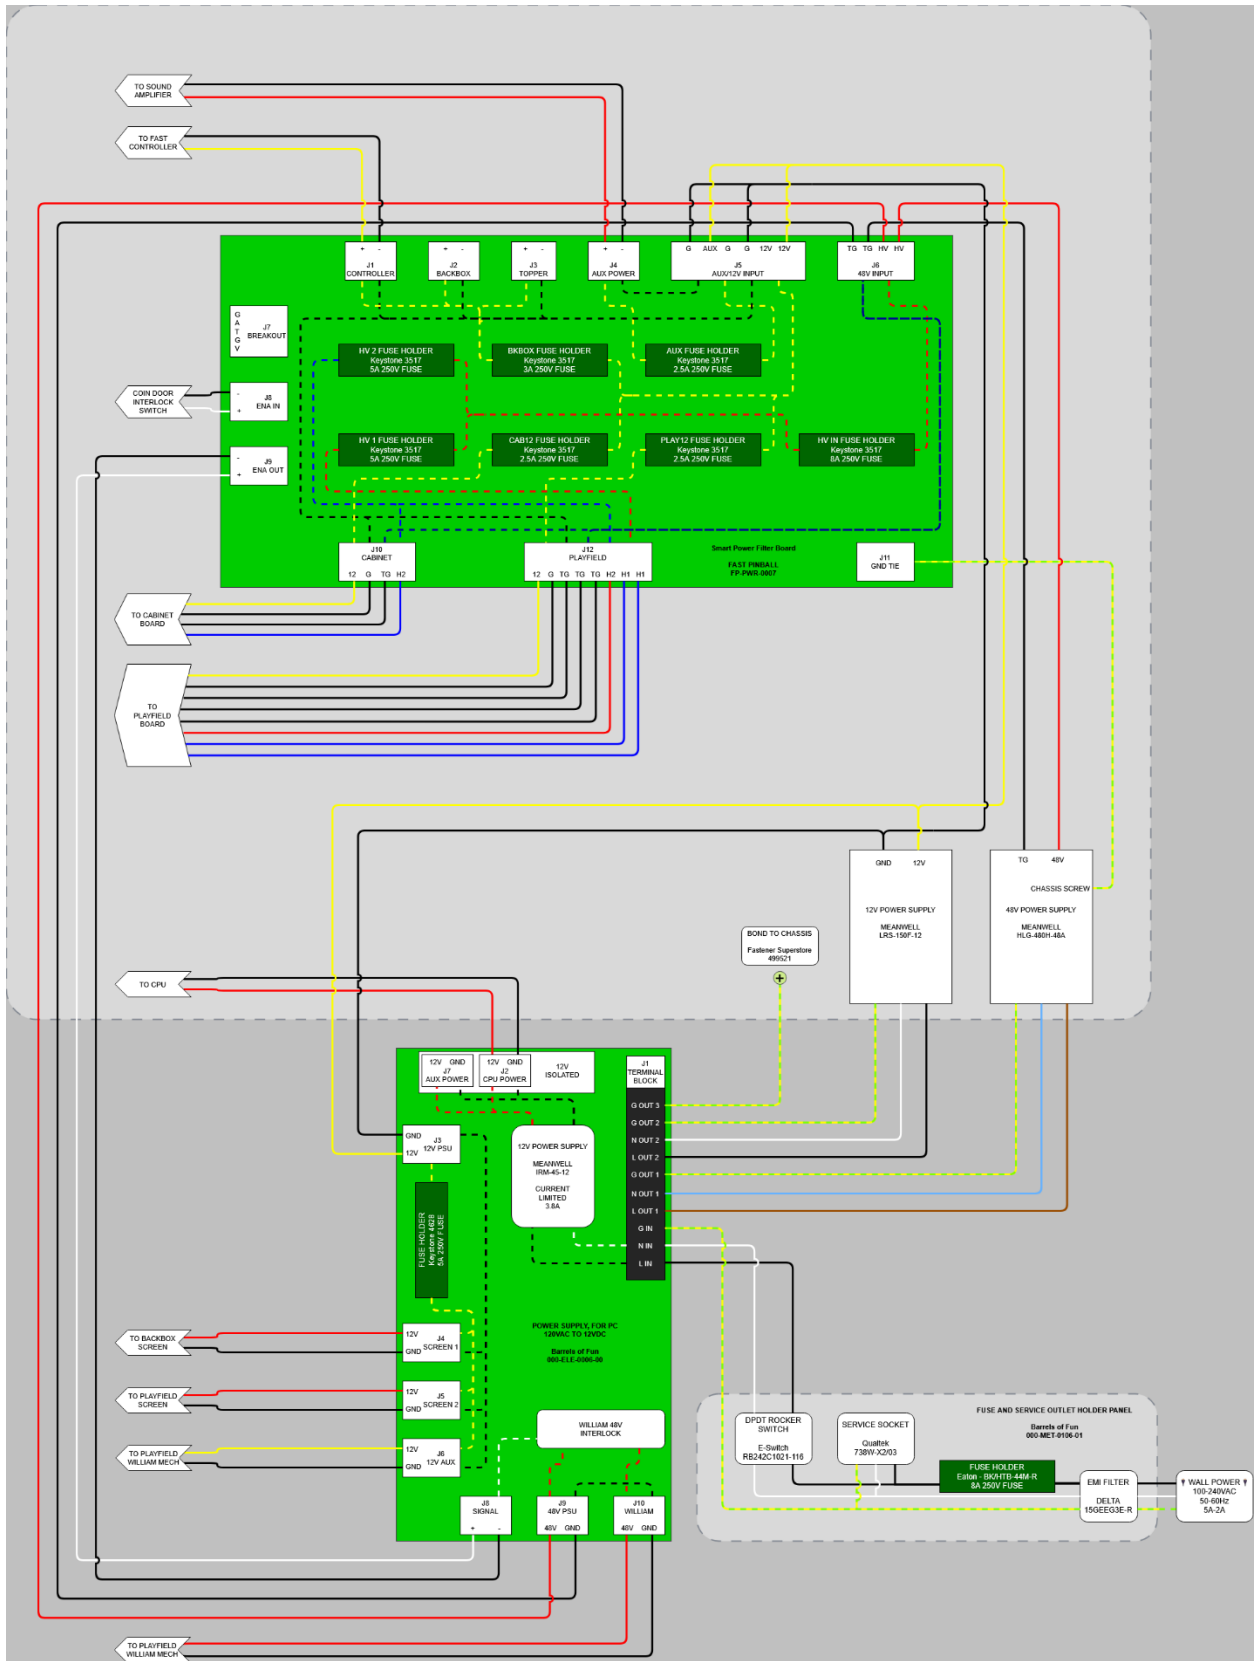 TO SOUND
AMPLIFIER
TO FAST
CONTROLLER
+ -
J1
CONTROLLER
+ -
J2
BACKBOX
+ -
J3
TOPPER
+ -
J4
AUX POWER
G AUX G G 12V 12V
J5
AUX/12V INPUT
TG TG HV HV
J6
48V INPUT
G
A
T
G
V
J7
BREAKOUT
HV 2 FUSE HOLDER
Keystone 3517
5A 250V FUSE
BKBOX FUSE HOLDER
Keystone 3517
3A 250V FUSE
AUX FUSE HOLDER
Keystone 3517
2.5A 250V FUSE
COIN DOOR
INTERLOCK
SWITCH
-
+
J8
ENA IN
HV 1 FUSE HOLDER
Keystone 3517
5A 250V FUSE
CAB12 FUSE HOLDER
Keystone 3517
2.5A 250V FUSE
PLAY12 FUSE HOLDER
Keystone 3517
2.5A 250V FUSE
HV IN FUSE HOLDER
Keystone 3517
8A 250V FUSE
-
+
J9
ENA OUT
J10
CABINET
12 G TG H2
J12
PLAYFIELD
12 G TG TG TG H2 H1 H1
Smart Power Filter Board
FAST PINBALL
FP-PWR-0007
J11
GND TIE
TO CABINET
BOARD
TO
PLAYFIELD
BOARD
GND 12V
12V POWER SUPPLY
MEANWELL
LRS-150F-12
TG 48V
CHASSIS SCREW
48V POWER SUPPLY
MEANWELL
HLG-480H-48A
BOND TO CHASSIS
Fastener Superstore
499521
TO CPU
12V GND
J7
AUX POWER
12V GND
J2
CPU POWER
12V
ISOLATED
J1
TERMINAL
BLOCK
G OUT 3
G OUT 2
N OUT 2
L OUT 2
G OUT 1
N OUT 1
L OUT 1
G IN
N IN
L IN
GND
12V
J3
12V PSU
12V POWER SUPPLY
MEANWELL
IRM-45-12
CURRENT
LIMITED
3.8A
FUSE HOLDER
Keystone 4628
5A 250V FUSE
POWER SUPPLY, FOR PC
120VAC TO 12VDC
Barrels of Fun
000-ELE-0006-00
TO BACKBOX
SCREEN
12V
GND
J4
SCREEN 1
TO PLAYFIELD
SCREEN
12V
GND
J5
SCREEN 2
TO PLAYFIELD
WILLIAM MECH
12V
GND
J6
12V AUX
WILLIAM 48V
INTERLOCK
J8
SIGNAL
+ -
J9
48V PSU
48V GND
J10
WILLIAM
48V GND
FUSE AND SERVICE OUTLET HOLDER PANEL
Barrels of Fun
000-MET-0106-01
DPDT ROCKER
SWITCH
E-Switch
RB242C1021-116
SERVICE SOCKET
Qualtek
738W-X2/03
FUSE HOLDER
Eaton - BK/HTB-44M-R
8A 250V FUSE
EMI FILTER
DELTA
15GEEG3E-R
WALL POWER
100-240VAC
50-60Hz
5A-2A
TO PLAYFIELD
WILLIAM MECH